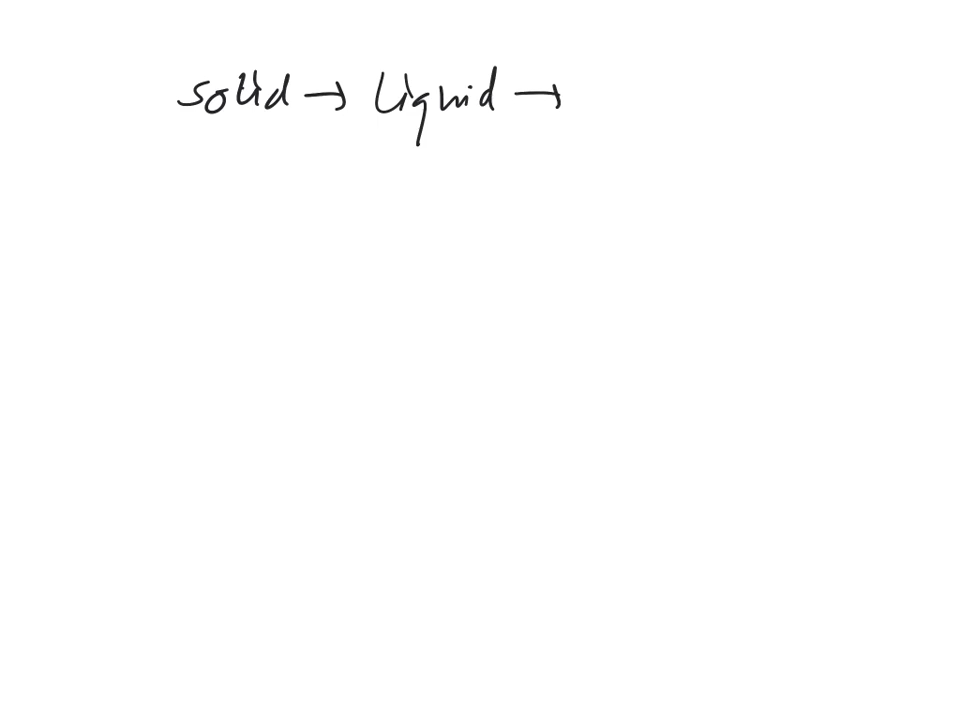 solid → liquid →